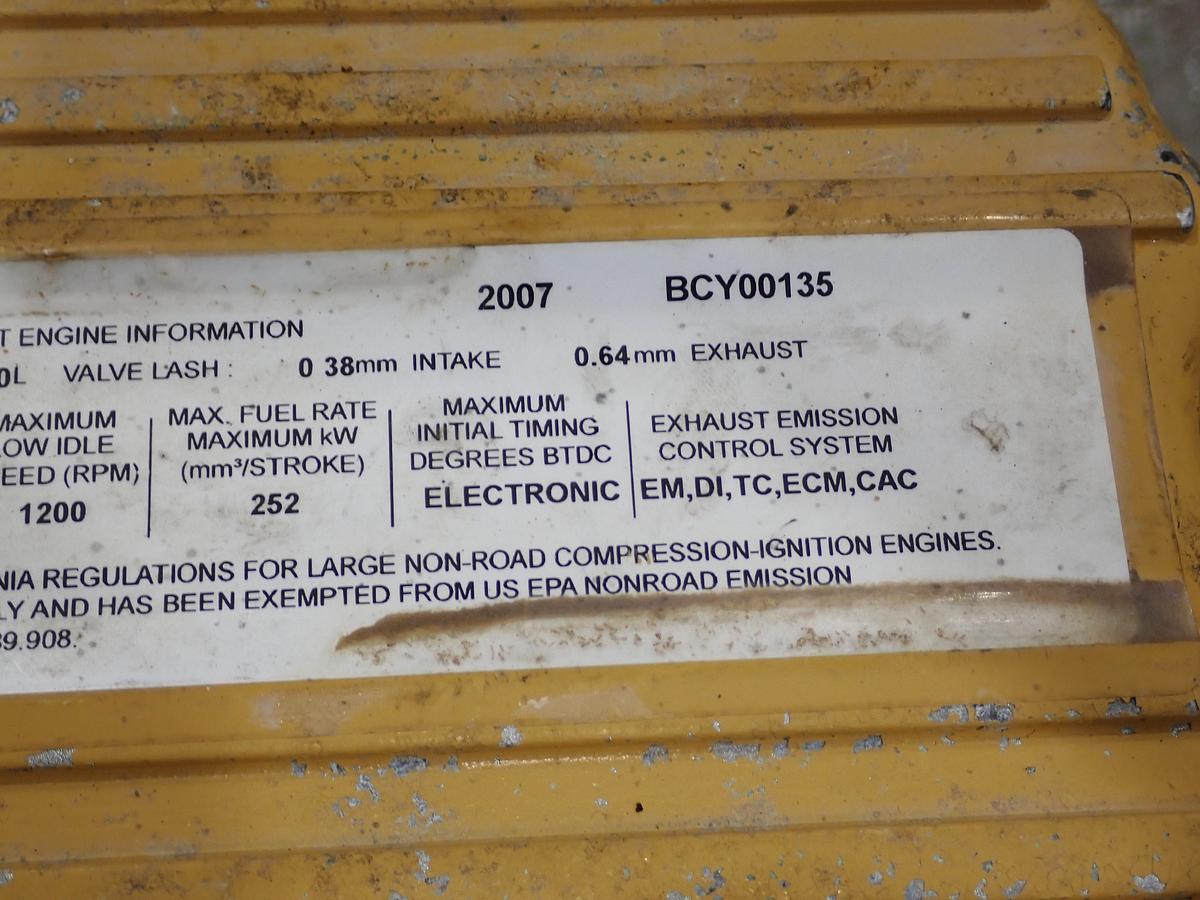 2007 BCY00135
T ENGINE INFORMATION
0L VALVE LASH : 0 38mm INTAKE 0.64mm EXHAUST
MAXIMUM
LOW IDLE
EED (RPM)
1200
MAX. FUEL RATE
MAXIMUM kW
(mm³/STROKE)
252
MAXIMUM
INITIAL TIMING
DEGREES BTDC
ELECTRONIC
EXHAUST EMISSION
CONTROL SYSTEM
EM,DI,TC,ECM,CAC
NIA REGULATIONS FOR LARGE NON-ROAD COMPRESSION-IGNITION ENGINES.
LY AND HAS BEEN EXEMPTED FROM US EPA NONROAD EMISSION
89.908.